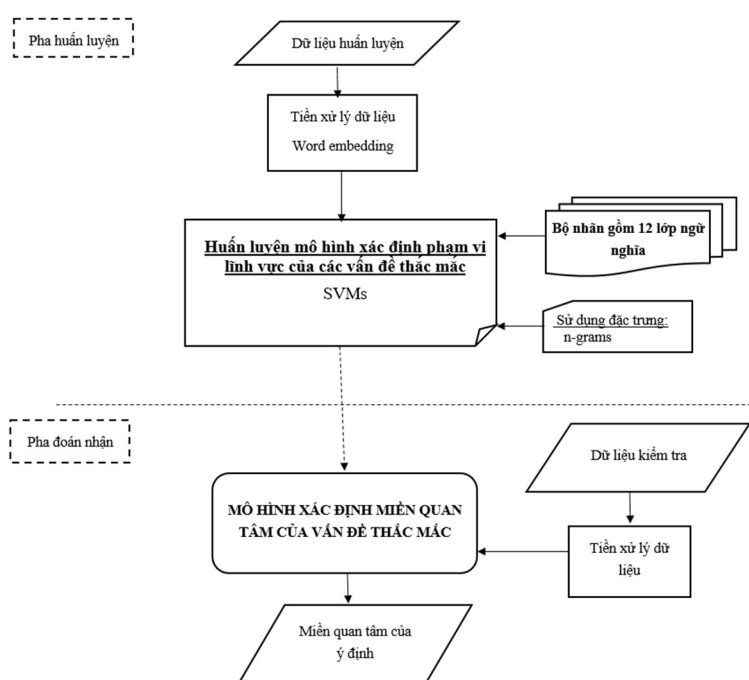 Pha huấn luyện
Dữ liệu huấn luyện
Tiền xử lý dữ liệu
Word embedding
Huấn luyện mô hình xác định phạm vi
lĩnh vực của các vấn đề thắc mắc
SVMs
Bộ nhãn gồm 12 lớp ngữ
nghĩa
Sử dụng đặc trưng:
n-grams
Pha đoán nhận
Dữ liệu kiểm tra
MÔ HÌNH XÁC ĐỊNH MIỀN QUAN
TÂM CỦA VẤN ĐỀ THẮC MẮC
Tiền xử lý dữ
liệu
Miền quan tâm của
ý định